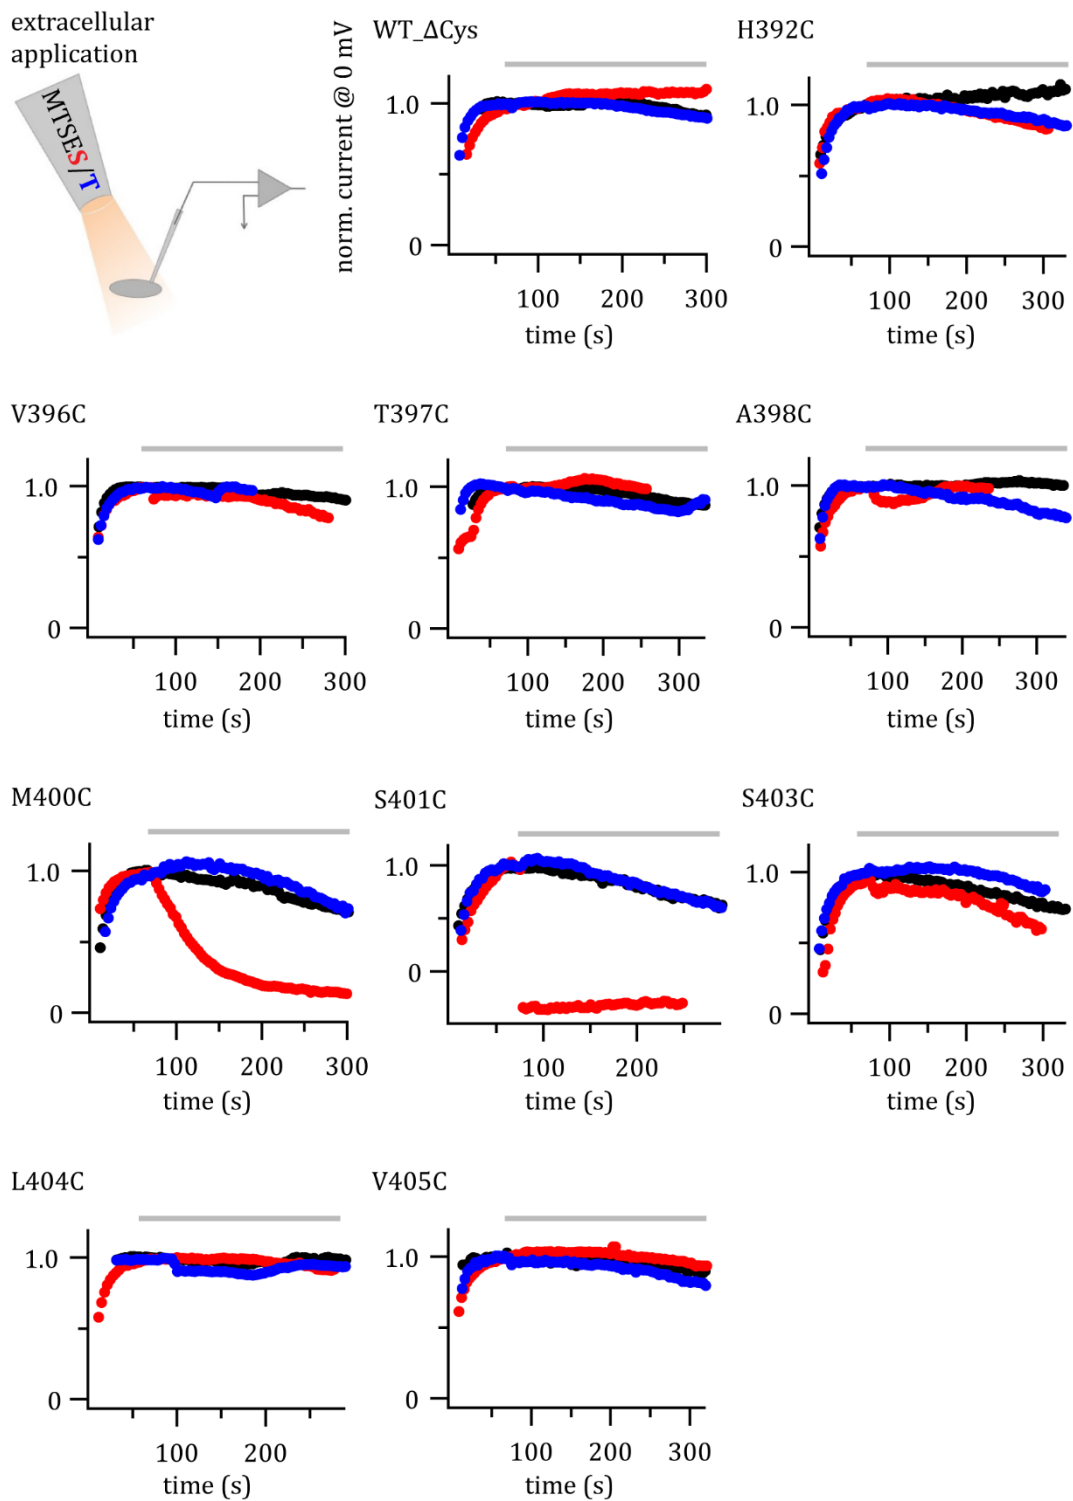 extracellular
application
MTSES/T
WT_ΔCys
norm. current @ 0 mV
1.0
0
100 200 300
time (s)
H392C
1.0
0
100 200 300
time (s)
V396C
1.0
0
100 200 300
time (s)
T397C
1.0
0
100 200 300
time (s)
A398C
1.0
0
100 200 300
time (s)
M400C
1.0
0
100 200 300
time (s)
S401C
1.0
0
100 200
time (s)
S403C
1.0
0
100 200 300
time (s)
L404C
1.0
0
100 200
time (s)
V405C
1.0
0
100 200 300
time (s)